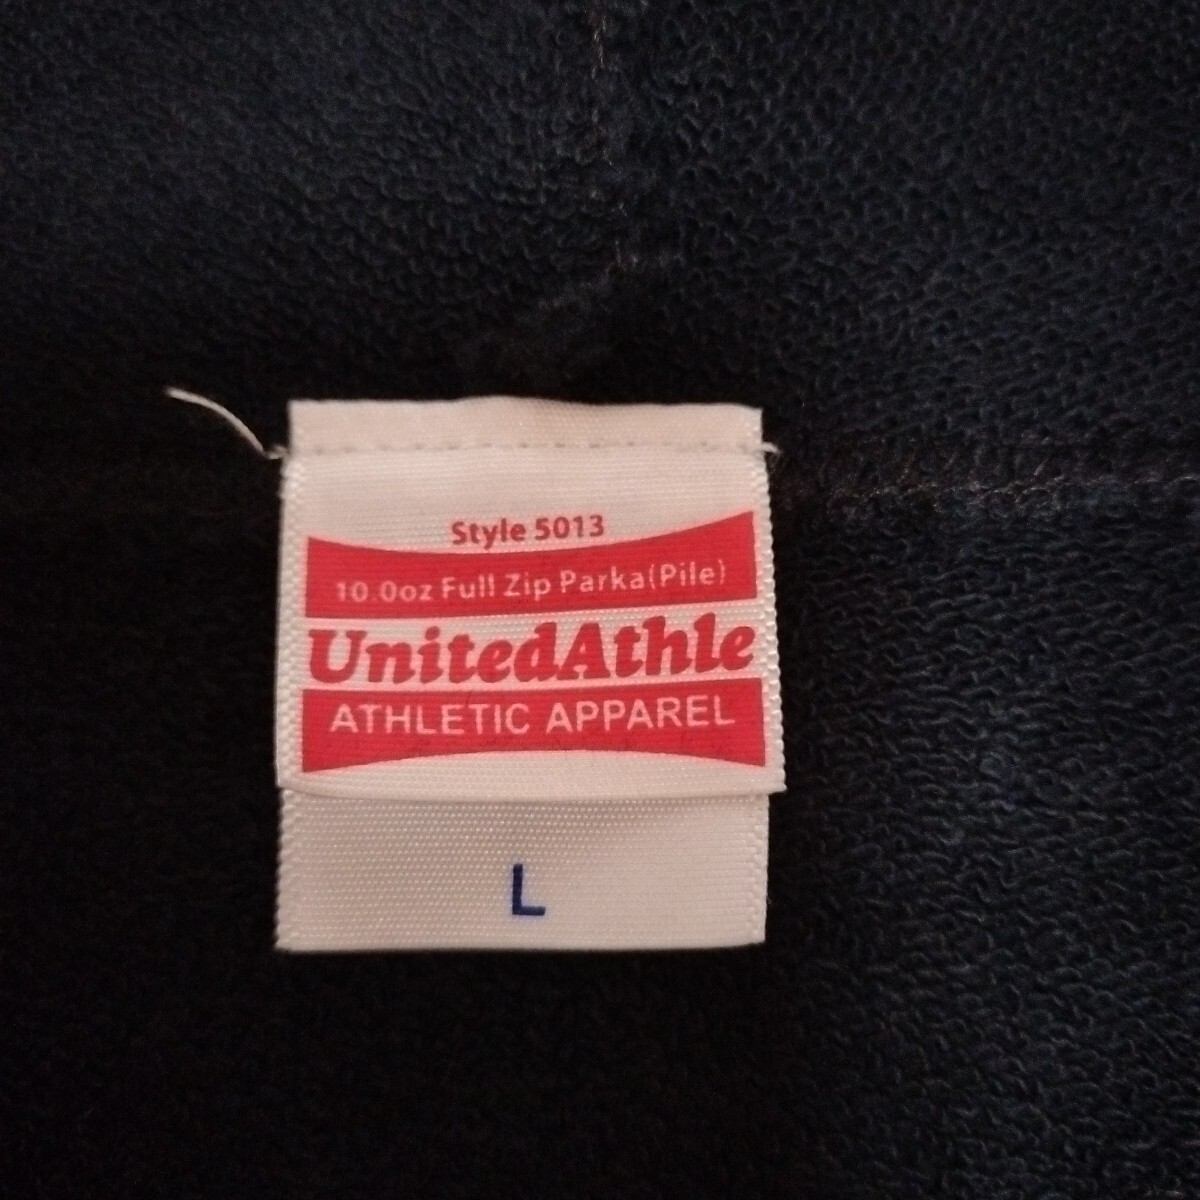 Style 5013
10.0oz Full Zip Parka(Pile)
UnitedAthle
ATHLETIC APPAREL
L